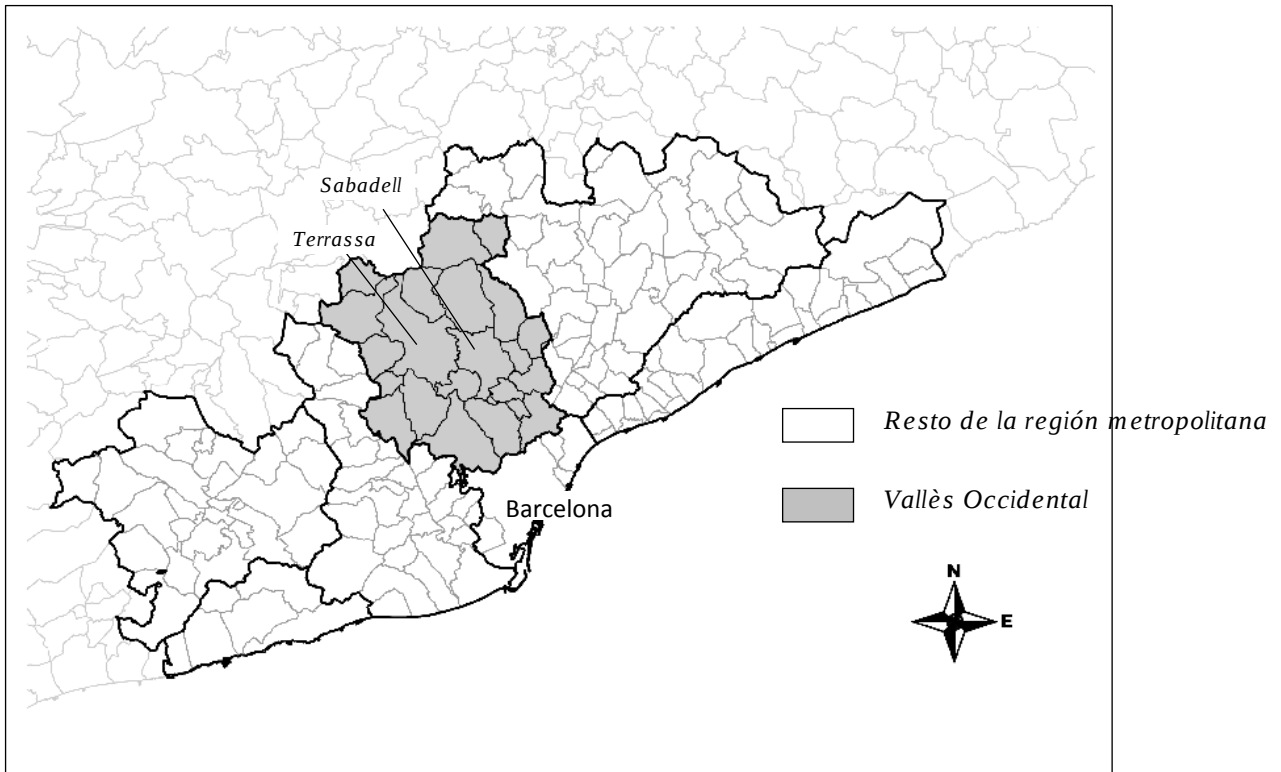 Sabadell
Terrassa
Resto de la región metropolitana
Vallès Occidental
Barcelona
N
E